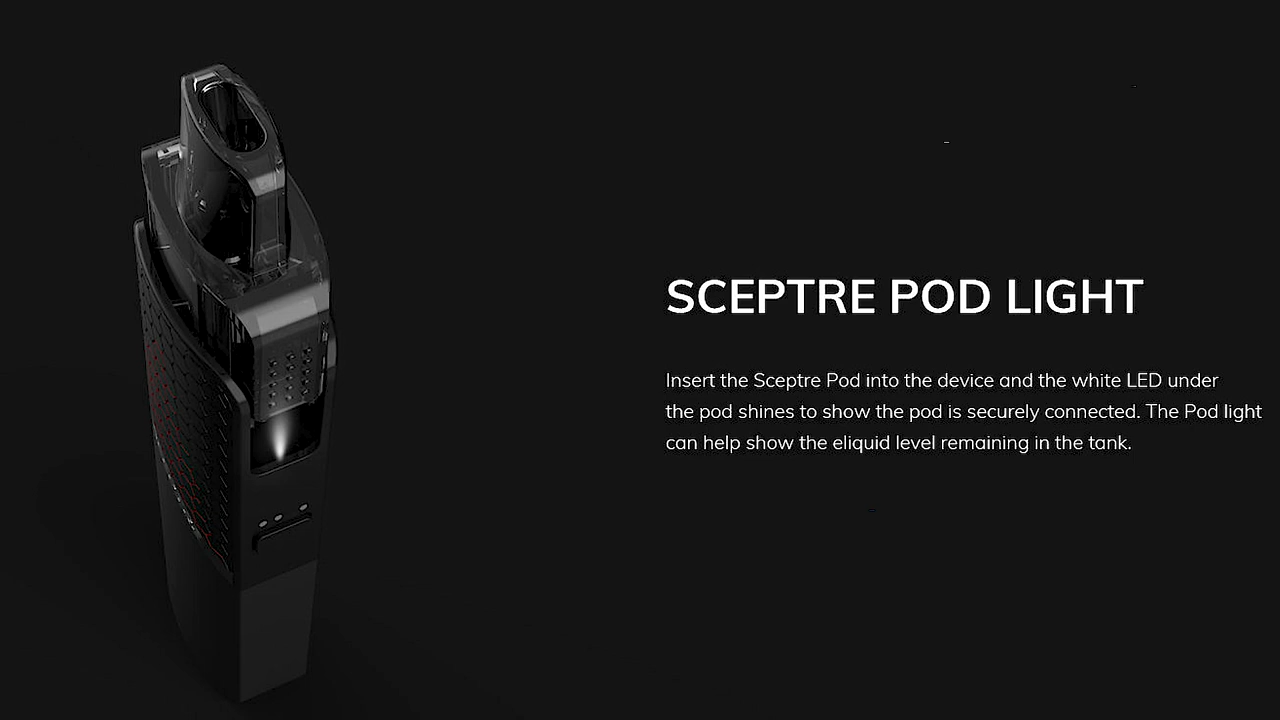 SCEPTRE POD LIGHT
Insert the Sceptre Pod into the device and the white LED under
the pod shines to show the pod is securely connected. The Pod light
can help show the eliquid level remaining in the tank.